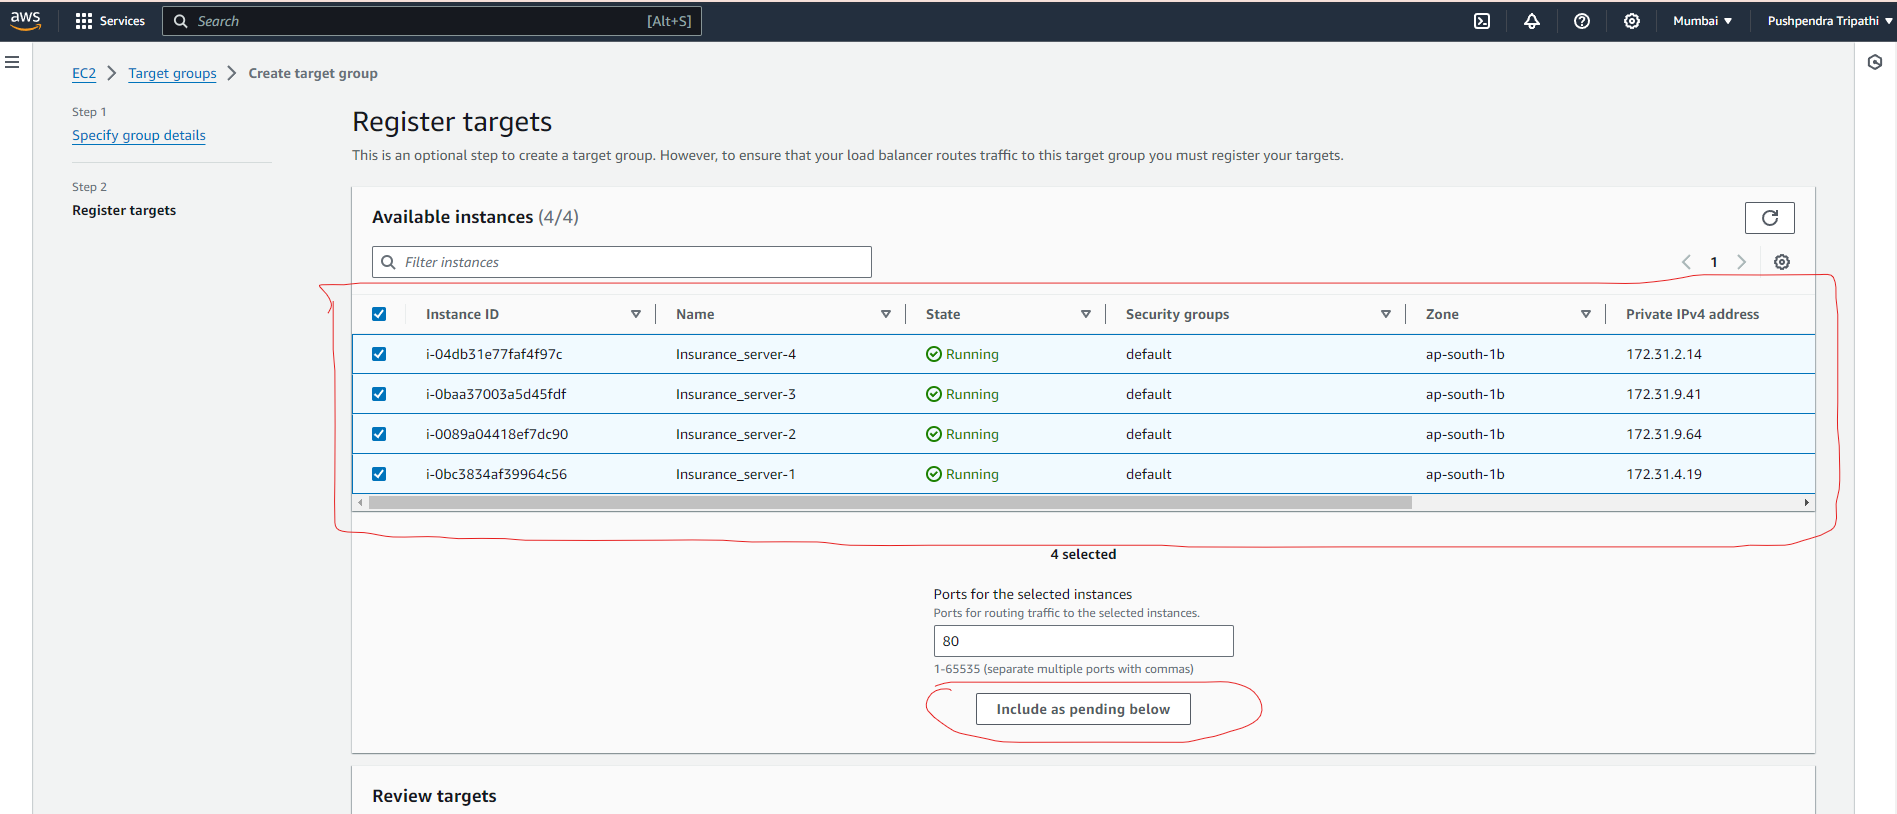 aws Services Search [Alt+S] Mumbai Pushpendra Tripathi
EC2 Target groups Create target group
Step 1
Specify group details
Step 2
Register targets
Register targets
This is an optional step to create a target group. However, to ensure that your load balancer routes traffic to this target group you must register your targets.
Available instances (4/4)
Filter instances
1
Instance ID Name State Security groups Zone Private IPv4 address
i-04db31e77faf4f97c Insurance_server-4 Running default ap-south-1b 172.31.2.14
i-0baa37003a5d45fdf Insurance_server-3 Running default ap-south-1b 172.31.9.41
i-0089a04418ef7dc90 Insurance_server-2 Running default ap-south-1b 172.31.9.64
i-0bc3834af39964c56 Insurance_server-1 Running default ap-south-1b 172.31.4.19
4 selected
Ports for the selected instances
Ports for routing traffic to the selected instances.
80
1-65535 (separate multiple ports with commas)
Include as pending below
Review targets